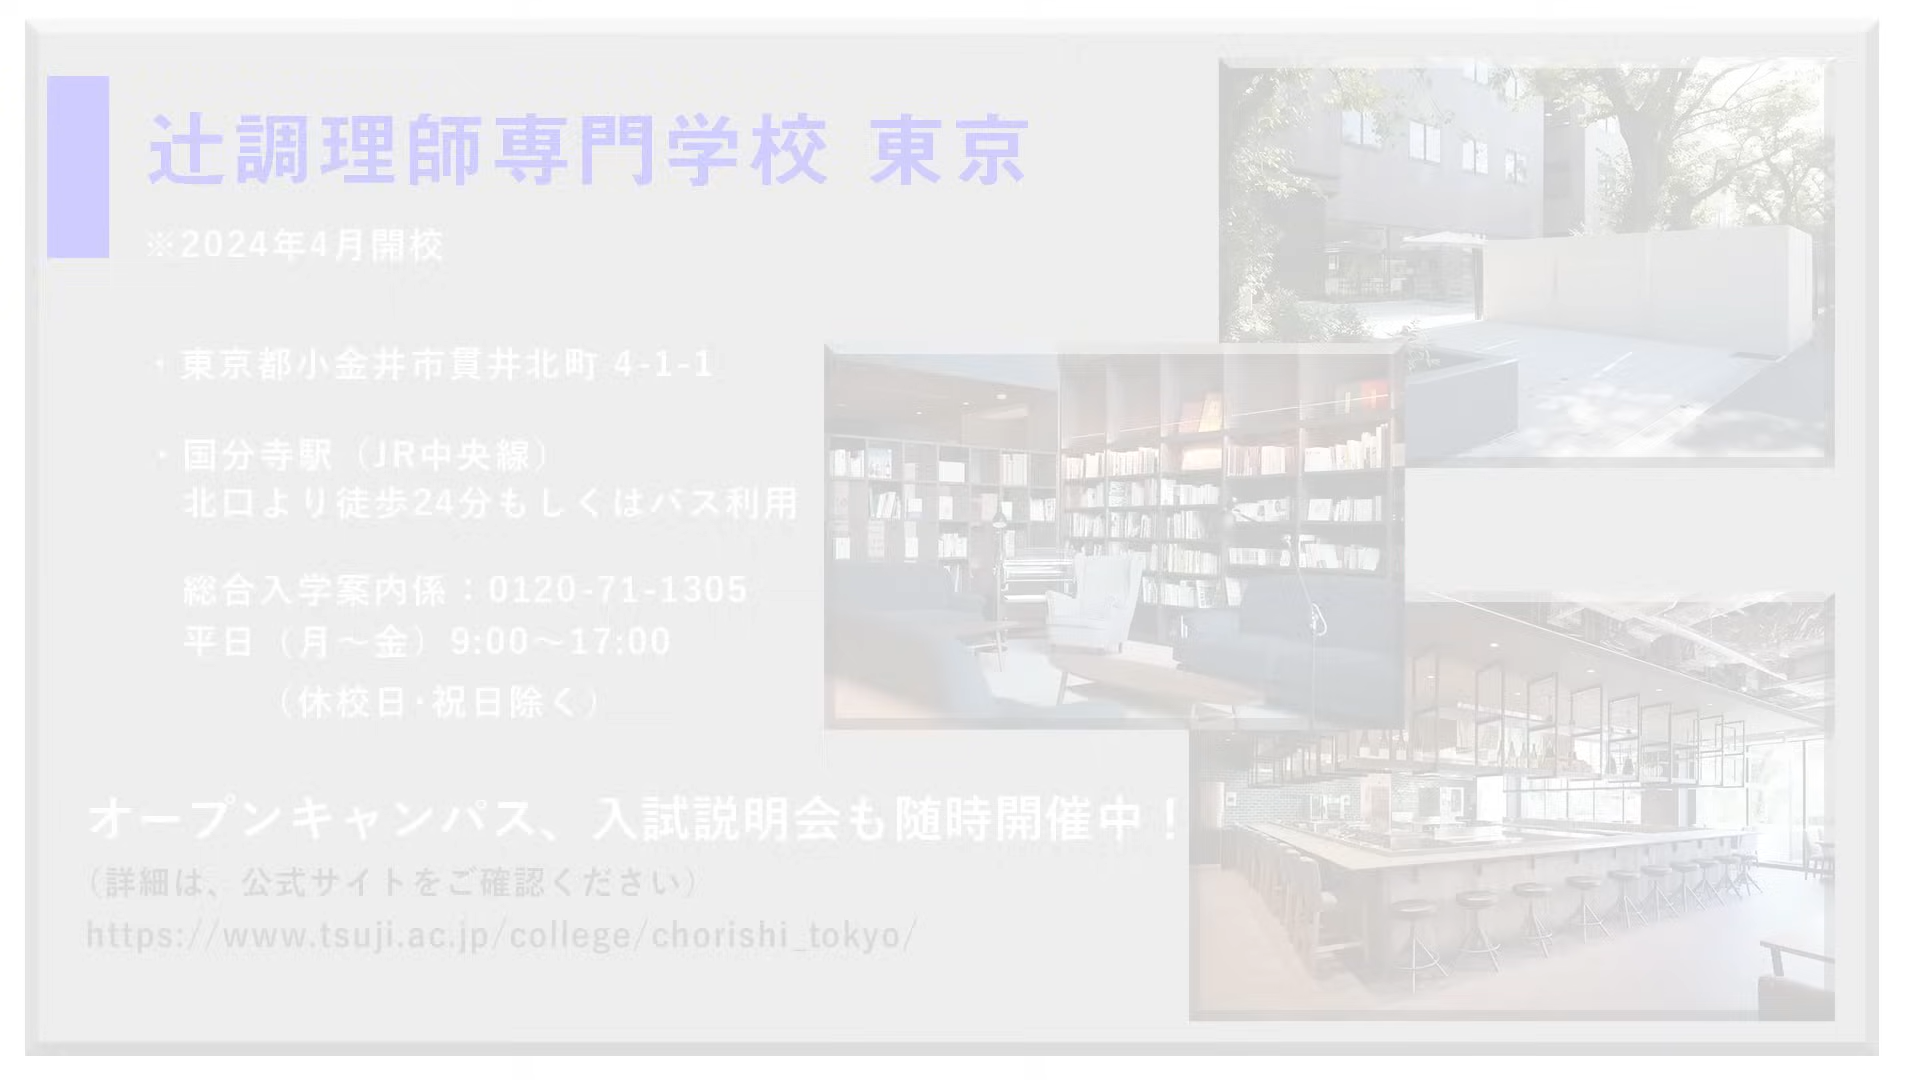 辻調理師専門学校 東京
※2024年4月開校
・東京都小金井市貫井北町 4-1-1
・国分寺駅（JR中央線）
北口より徒歩24分もしくはバス利用
総合入学案内係：0120-71-1305
平日（月～金）9:00～17:00
（休校日･祝日除く）
オープンキャンパス、入試説明会も随時開催中！
（詳細は、公式サイトをご確認ください）
https://www.tsuji.ac.jp/college/chorishi_tokyo/